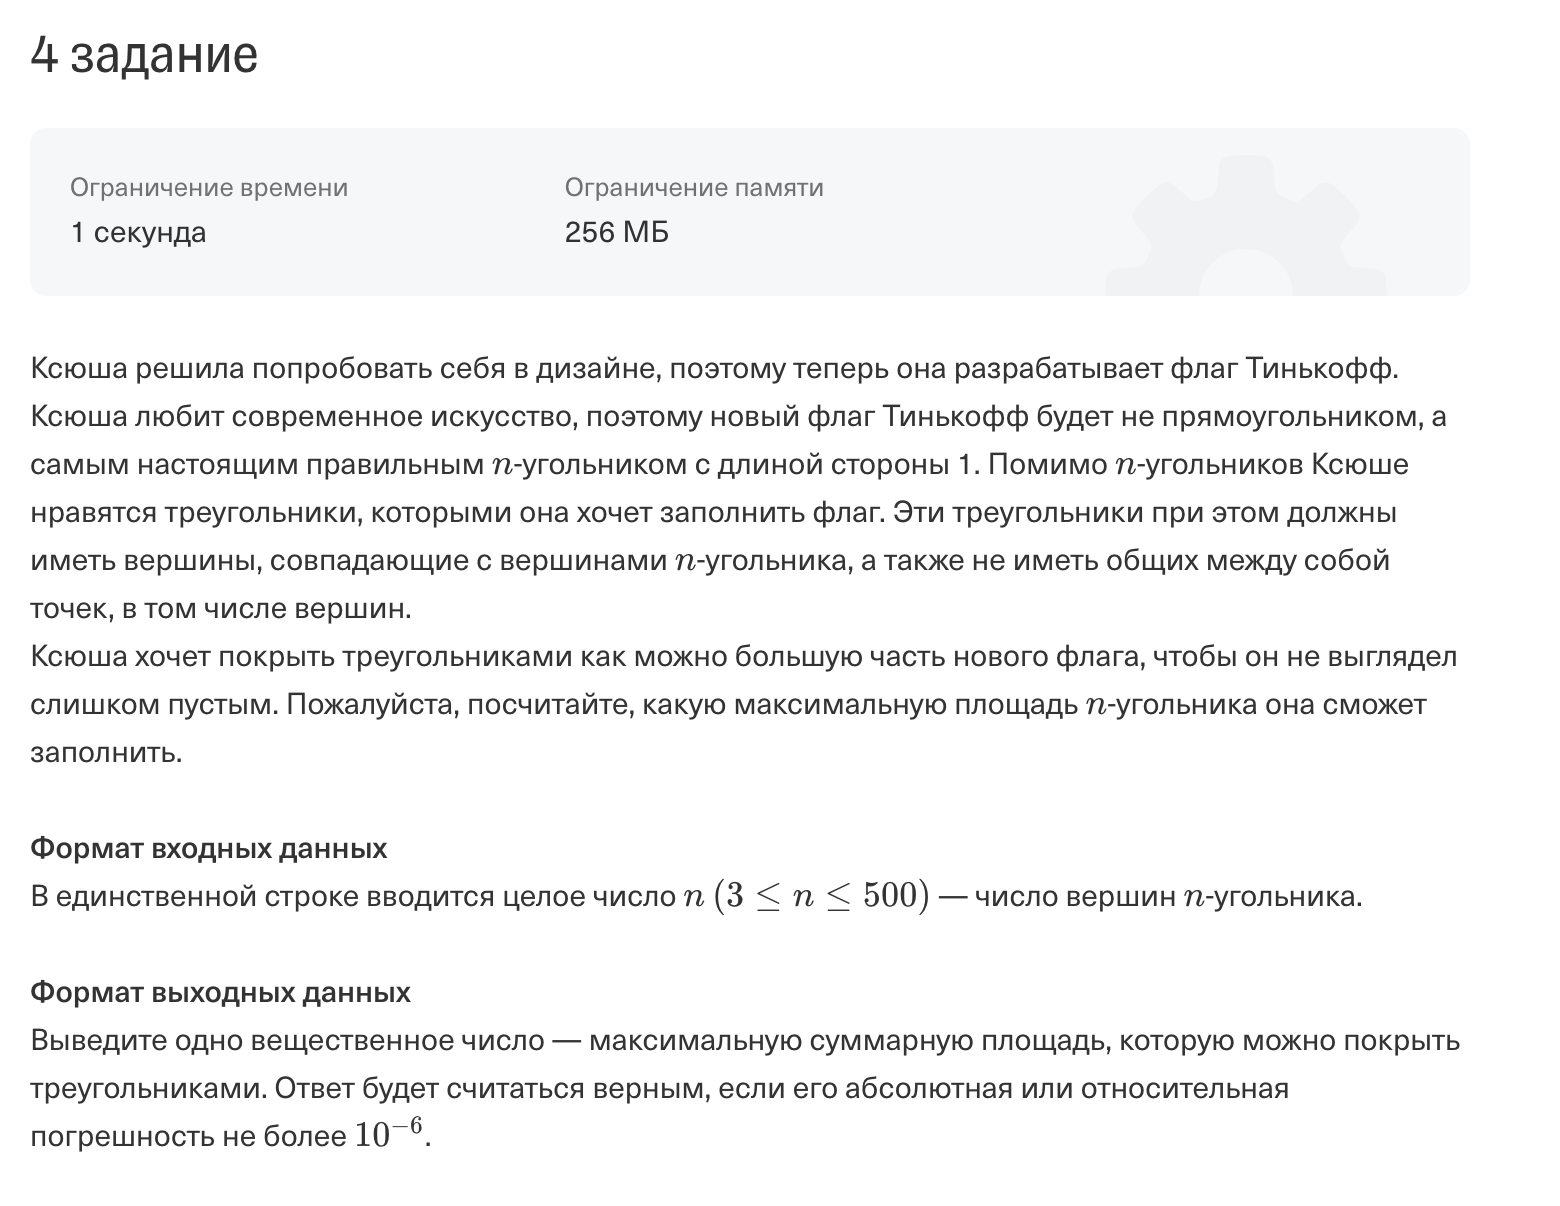 4 задание
Ограничение времени
Ограничение памяти
1 секунда
256 МБ
Ксюша решила попробовать себя в дизайне, поэтому теперь она разрабатывает флаг Тинькофф.
Ксюша любит современное искусство, поэтому новый флаг Тинькофф будет не прямоугольником, а
самым настоящим правильным n-угольником с длиной стороны 1. Помимо n-угольников Ксюше
нравятся треугольники, которыми она хочет заполнить флаг. Эти треугольники при этом должны
иметь вершины, совпадающие с вершинами n-угольника, а также не иметь общих между собой
точек, в том числе вершин.
Ксюша хочет покрыть треугольниками как можно большую часть нового флага, чтобы он не выглядел
слишком пустым. Пожалуйста, посчитайте, какую максимальную площадь n-угольника она сможет
заполнить.
Формат входных данных
В единственной строке вводится целое число n (3 ≤ n ≤ 500) — число вершин n-угольника.
Формат выходных данных
Выведите одно вещественное число — максимальную суммарную площадь, которую можно покрыть
треугольниками. Ответ будет считаться верным, если его абсолютная или относительная
погрешность не более 10⁻⁶.